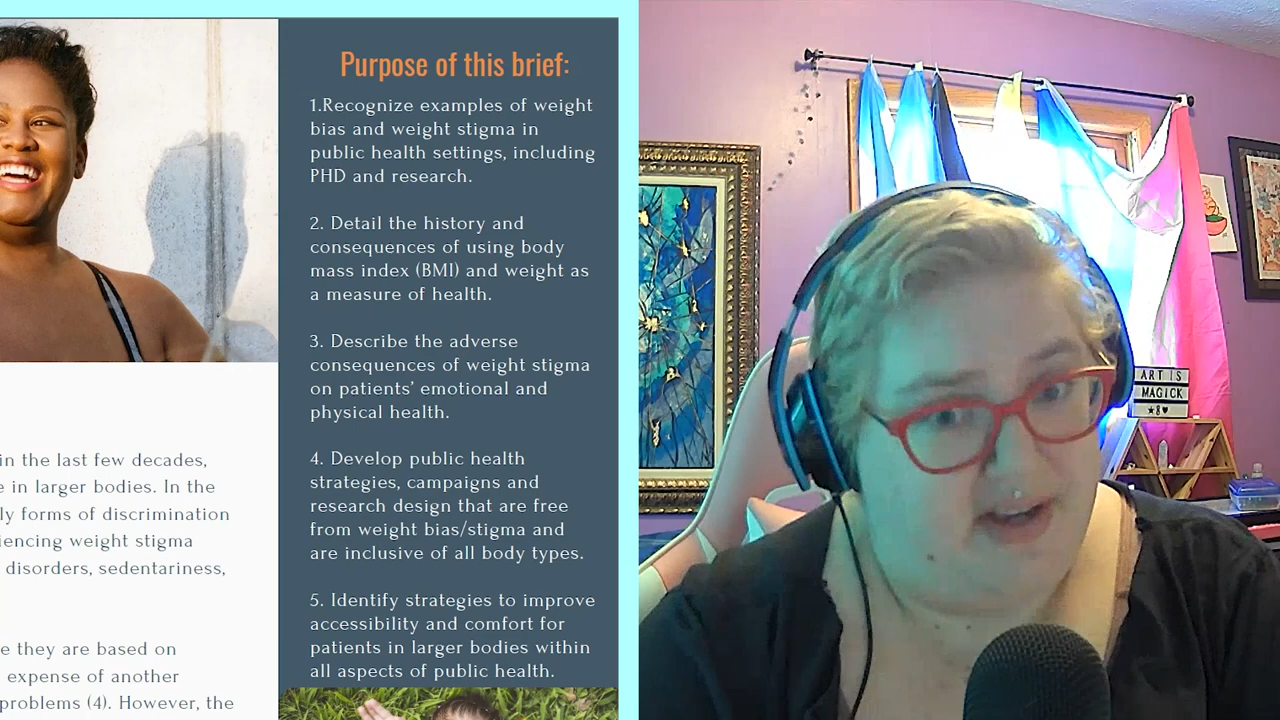 Purpose of this brief:
1.Recognize examples of weight
bias and weight stigma in
public health settings, including
PHD and research.
2. Detail the history and
consequences of using body
mass index (BMI) and weight as
a measure of health.
3. Describe the adverse
consequences of weight stigma
on patients’ emotional and
physical health.
4. Develop public health
strategies, campaigns and
research design that are free
from weight bias/stigma and
are inclusive of all body types.
5. Identify strategies to improve
accessibility and comfort for
patients in larger bodies within
all aspects of public health.
in the last few decades,
e in larger bodies. In the
ly forms of discrimination
iencing weight stigma
disorders, sedentariness,
e they are based on
expense of another
problems (4). However, the
ART IS
MAGICK
★8♥